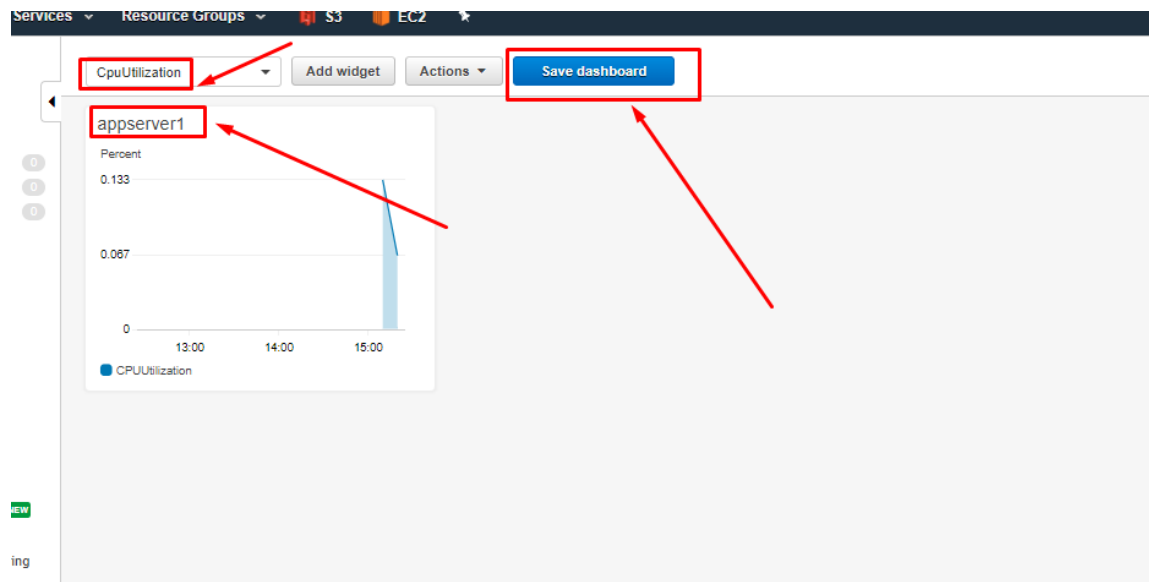 Services Resource Groups S3 EC2
CpuUtilization Add widget Actions Save dashboard
appserver1
Percent
0.133
0
0
0
0.067
0
13:00 14:00 15:00
CPUUtilization
NEW
ing